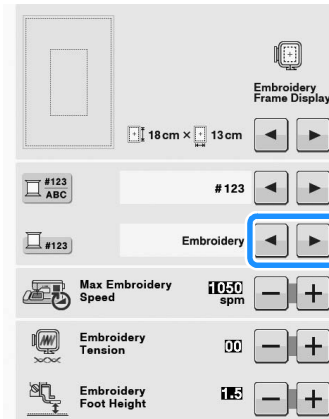 Embroidery
Frame Display
18 cm × 13 cm
#123
ABC
#123
#123
Embroidery
Max Embroidery
Speed
1050
spm
Embroidery
Tension
00
Embroidery
Foot Height
1.5